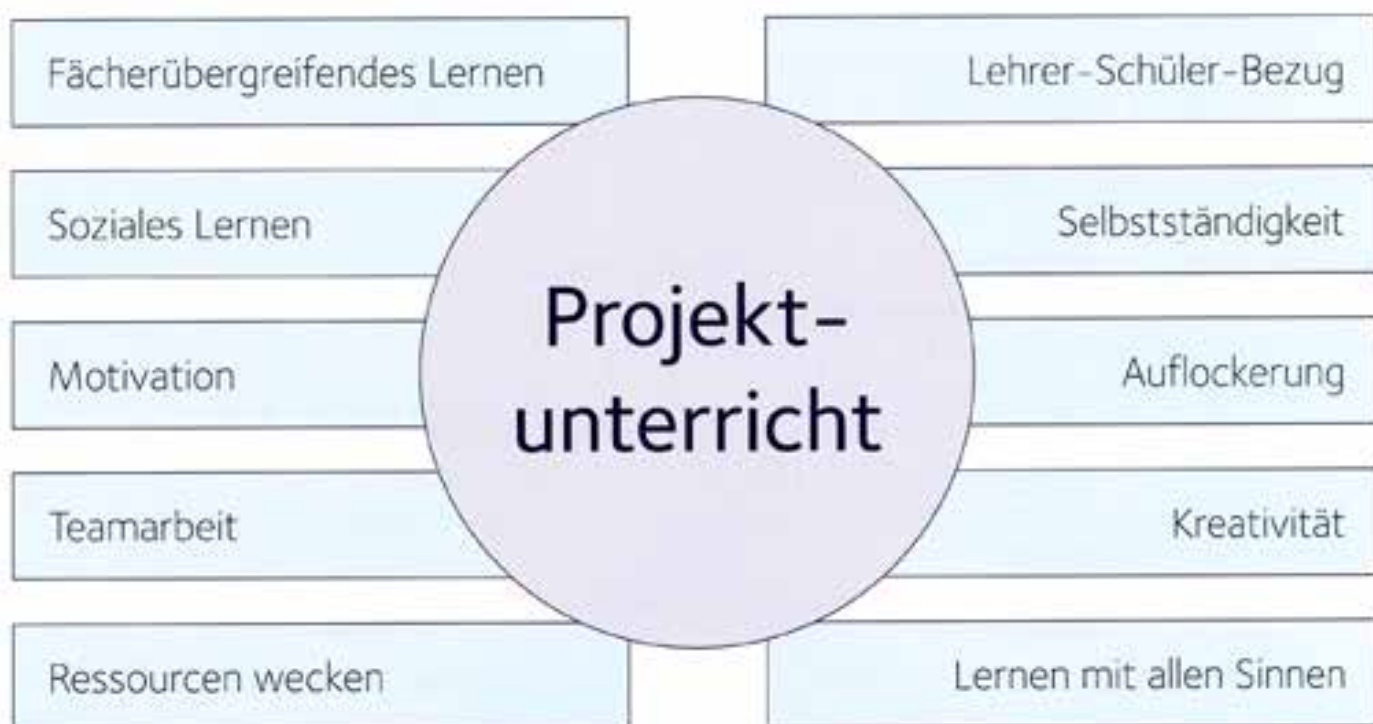 Fächerübergreifendes Lernen
Soziales Lernen
Motivation
Teamarbeit
Ressourcen wecken
Projekt-
unterricht
Lehrer-Schüler-Bezug
Selbstständigkeit
Auflockerung
Kreativität
Lernen mit allen Sinnen